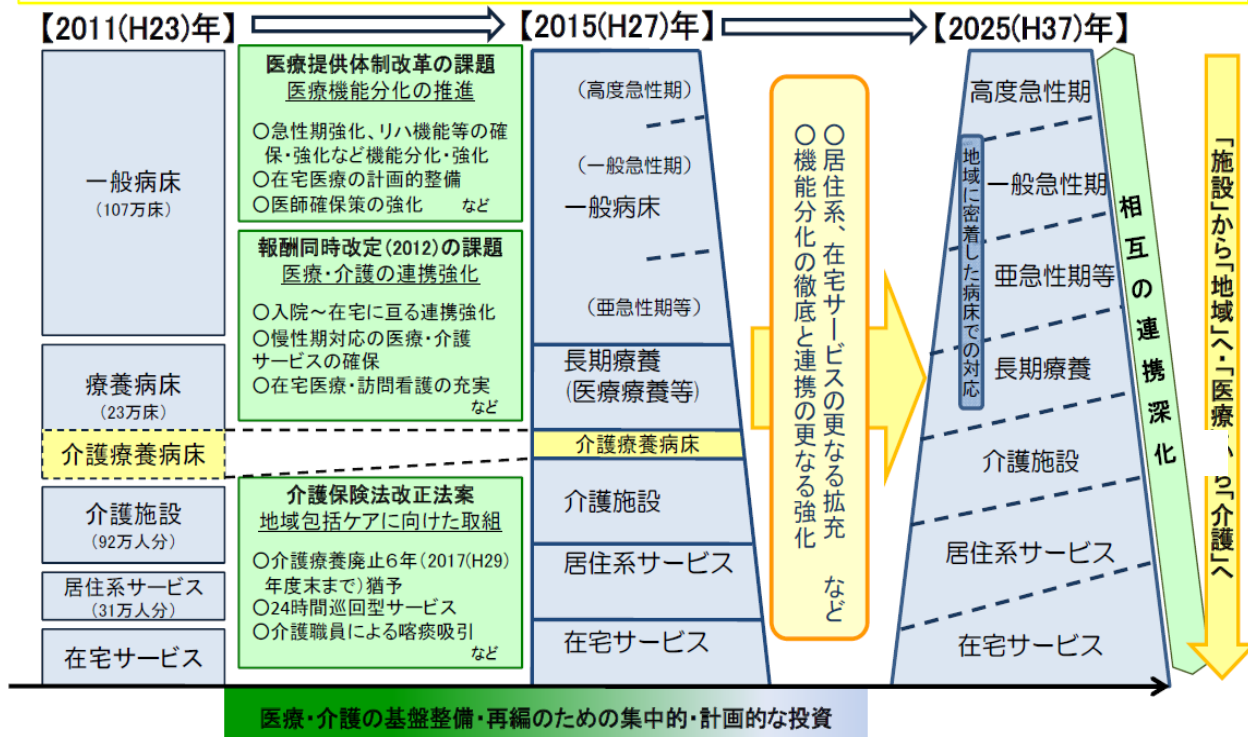 【2011(H23)年】
【2015(H27)年】
【2025(H37)年】
一般病床
(107万床)
療養病床
(23万床)
介護療養病床
介護施設
(92万人分)
居住系サービス
(31万人分)
在宅サービス
医療提供体制改革の課題
医療機能分化の推進
○急性期強化、リハ機能等の確
保・強化など機能分化・強化
○在宅医療の計画的整備
○医師確保策の強化 など
報酬同時改定(2012)の課題
医療・介護の連携強化
○入院~在宅に亘る連携強化
○慢性期対応の医療・介護
サービスの確保
○在宅医療・訪問看護の充実
など
介護保険法改正法案
地域包括ケアに向けた取組
○介護療養廃止6年(2017(H29)
年度末まで)猶予
○24時間巡回型サービス
○介護職員による喀痰吸引
など
(高度急性期)
(一般急性期)
一般病床
(亜急性期等)
長期療養
(医療療養等)
介護療養病床
介護施設
居住系サービス
在宅サービス
○居住系、在宅サービスの更なる拡充
○機能分化の徹底と連携の更なる強化
など
高度急性期
一般急性期
亜急性期等
長期療養
介護施設
居住系サービス
在宅サービス
地域に密着した病床での対応
相互の連携深化
「施設」から「地域」へ・「医療」から「介護」へ
医療・介護の基盤整備・再編のための集中的・計画的な投資